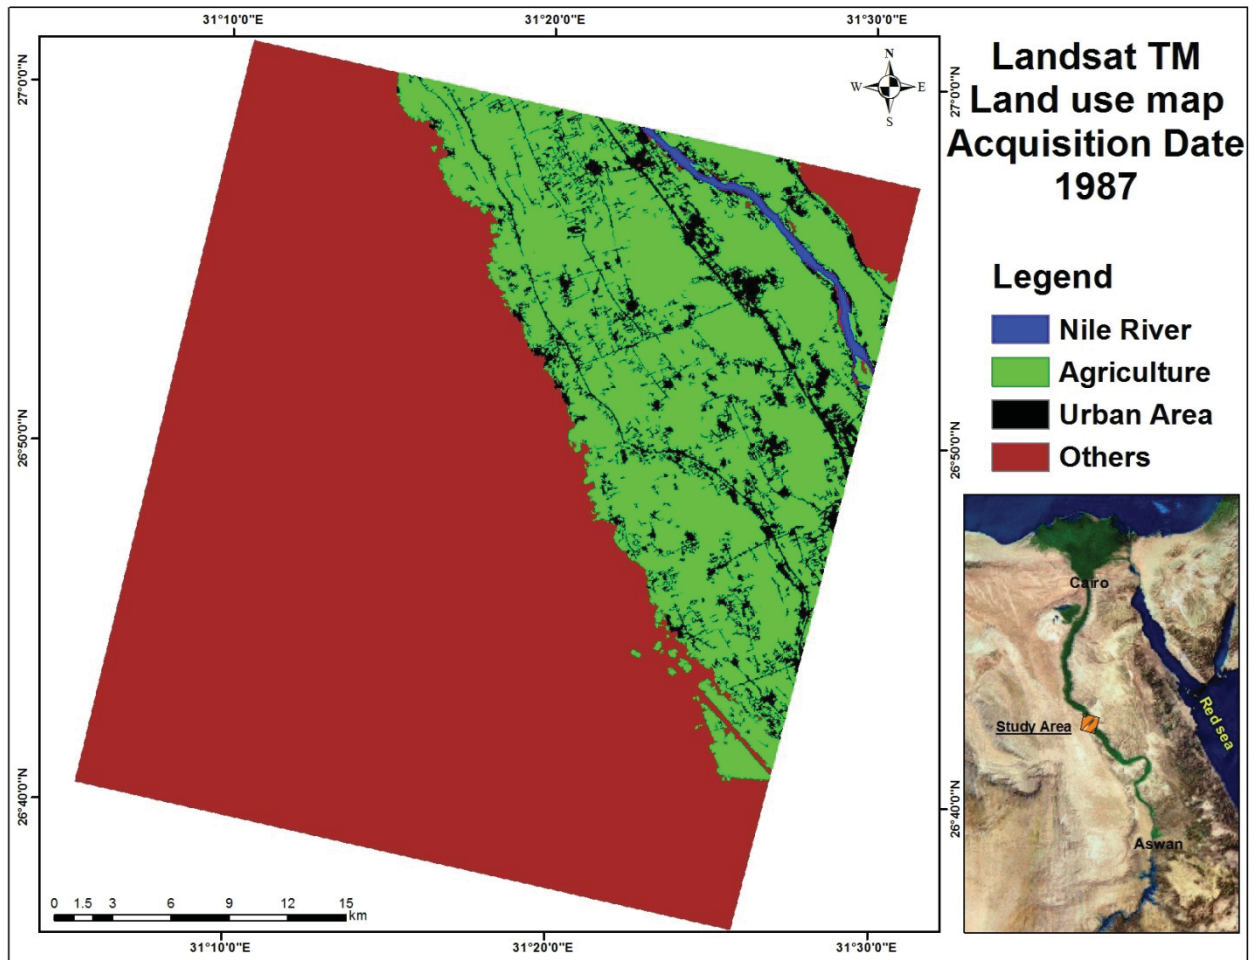 31°10'0"E
31°20'0"E
31°30'0"E
27°0'0"N
27°0'0"N
N
W
E
S
Landsat TM
Land use map
Acquisition Date
1987
Legend
Nile River
Agriculture
Urban Area
Others
26°50'0"N
26°50'0"N
26°40'0"N
26°40'0"N
Cairo
Red sea
Study Area
Aswan
0 1.5 3 6 9 12 15
km
31°10'0"E
31°20'0"E
31°30'0"E